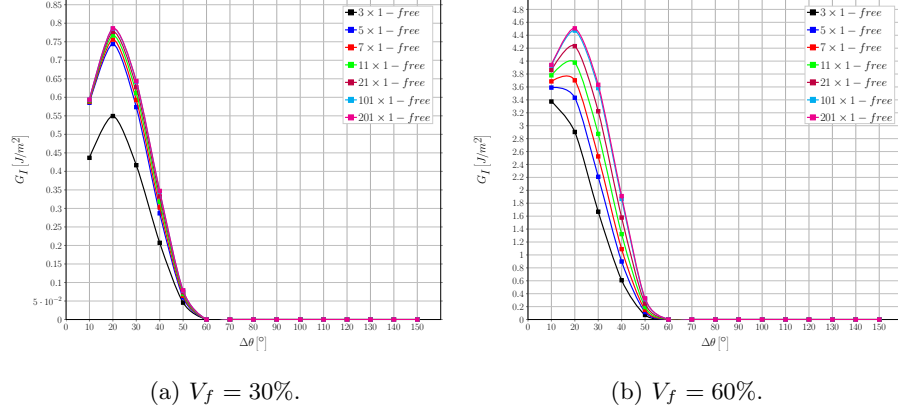 0.85
0.8
0.75
0.7
0.65
0.6
0.55
0.5
0.45
0.4
0.35
0.3
0.25
0.2
0.15
0.1
5 · 10⁻²
0
G_I [J/m²]
0 10 20 30 40 50 60 70 80 90 100 110 120 130 140 150
Δθ [°]
3 × 1 − free
5 × 1 − free
7 × 1 − free
11 × 1 − free
21 × 1 − free
101 × 1 − free
201 × 1 − free
(a) V_f = 30%.
4.8
4.6
4.4
4.2
4
3.8
3.6
3.4
3.2
3
2.8
2.6
2.4
2.2
2
1.8
1.6
1.4
1.2
1
0.8
0.6
0.4
0.2
0
G_I [J/m²]
0 10 20 30 40 50 60 70 80 90 100 110 120 130 140 150
Δθ [°]
3 × 1 − free
5 × 1 − free
7 × 1 − free
11 × 1 − free
21 × 1 − free
101 × 1 − free
201 × 1 − free
(b) V_f = 60%.